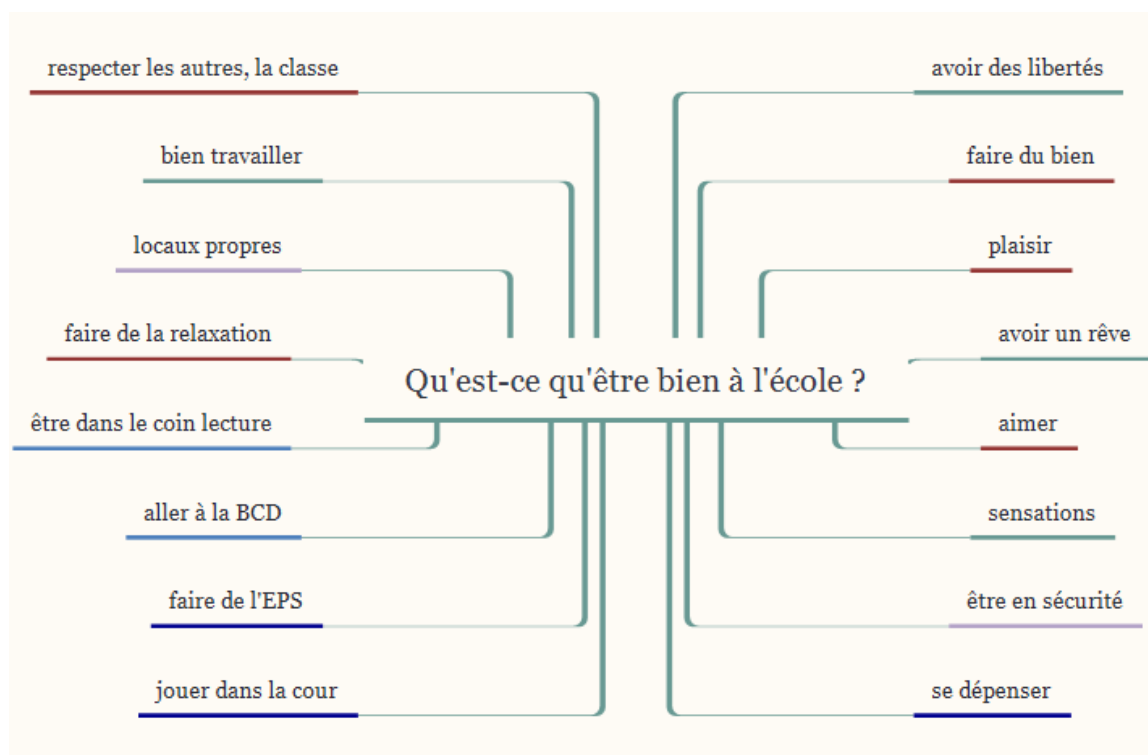 respecter les autres, la classe
bien travailler
locaux propres
faire de la relaxation
être dans le coin lecture
aller à la BCD
faire de l'EPS
jouer dans la cour
Qu'est-ce qu'être bien à l'école ?
avoir des libertés
faire du bien
plaisir
avoir un rêve
aimer
sensations
être en sécurité
se dépenser